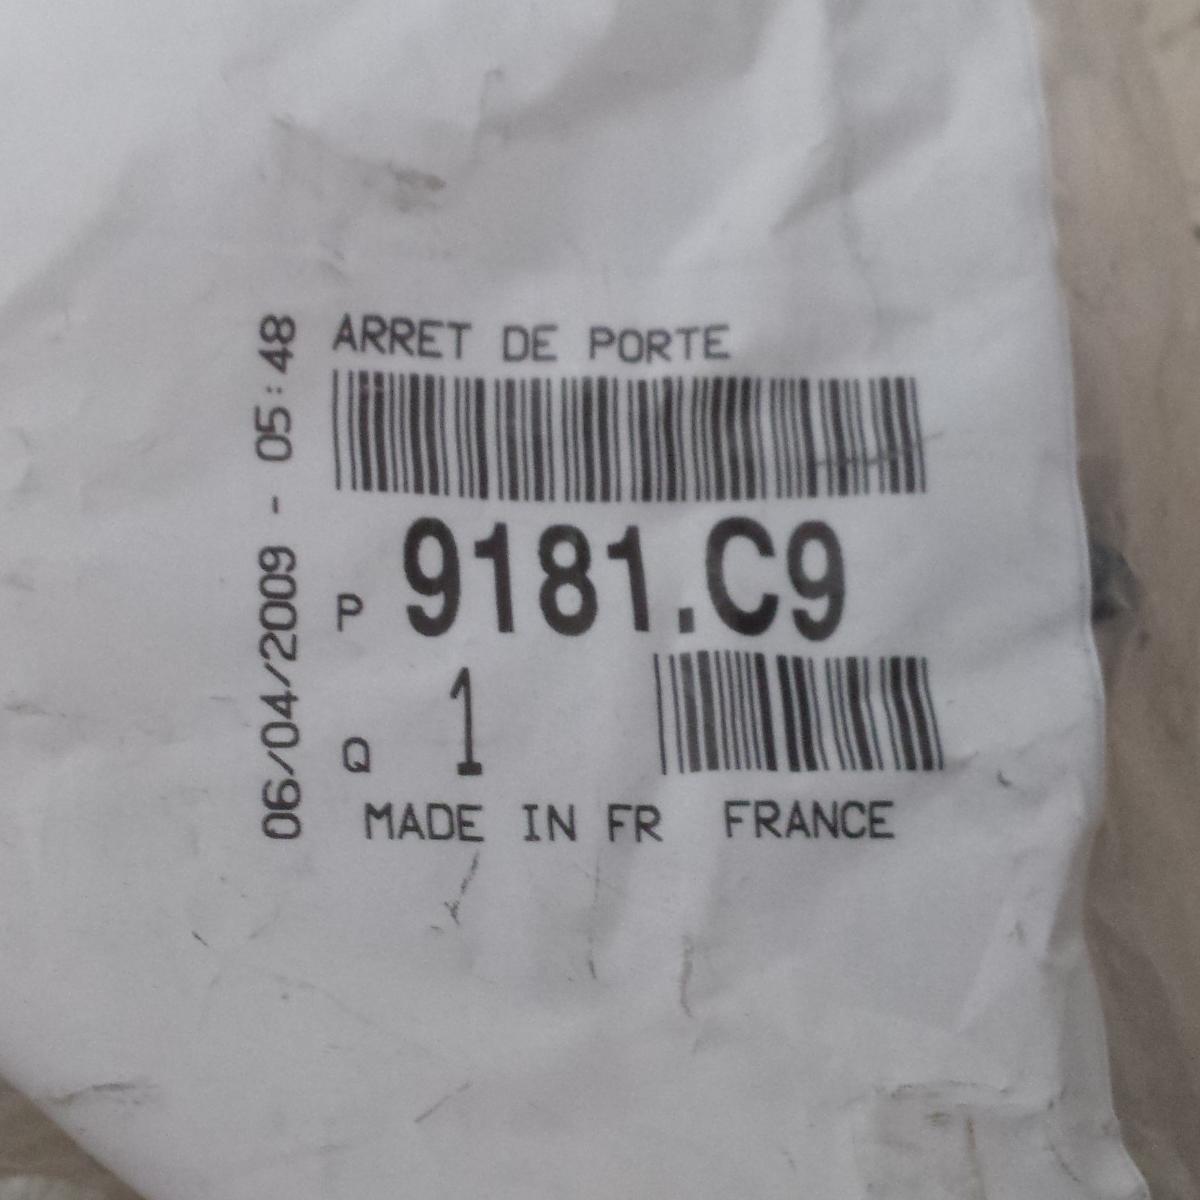 ARRET DE PORTE
P 9181.C9
Q 1
MADE IN FR FRANCE
06/04/2009 - 05:48